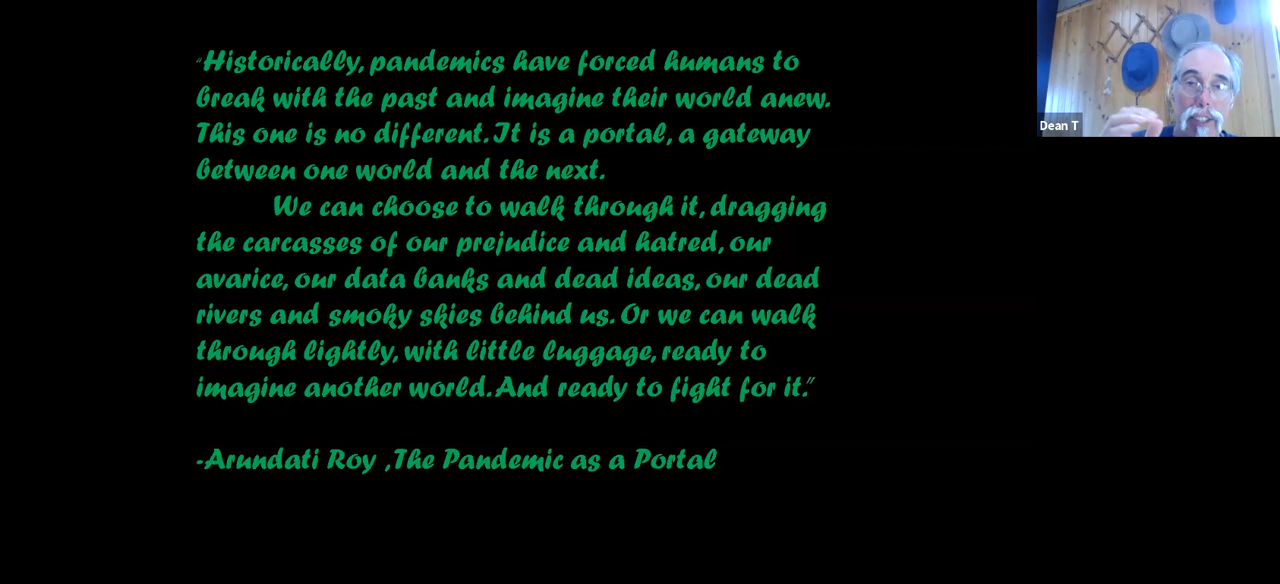 “Historically, pandemics have forced humans to
break with the past and imagine their world anew.
This one is no different. It is a portal, a gateway
between one world and the next.
We can choose to walk through it, dragging
the carcasses of our prejudice and hatred, our
avarice, our data banks and dead ideas, our dead
rivers and smoky skies behind us. Or we can walk
through lightly, with little luggage, ready to
imagine another world. And ready to fight for it.”
-Arundati Roy ,The Pandemic as a Portal
Dean T